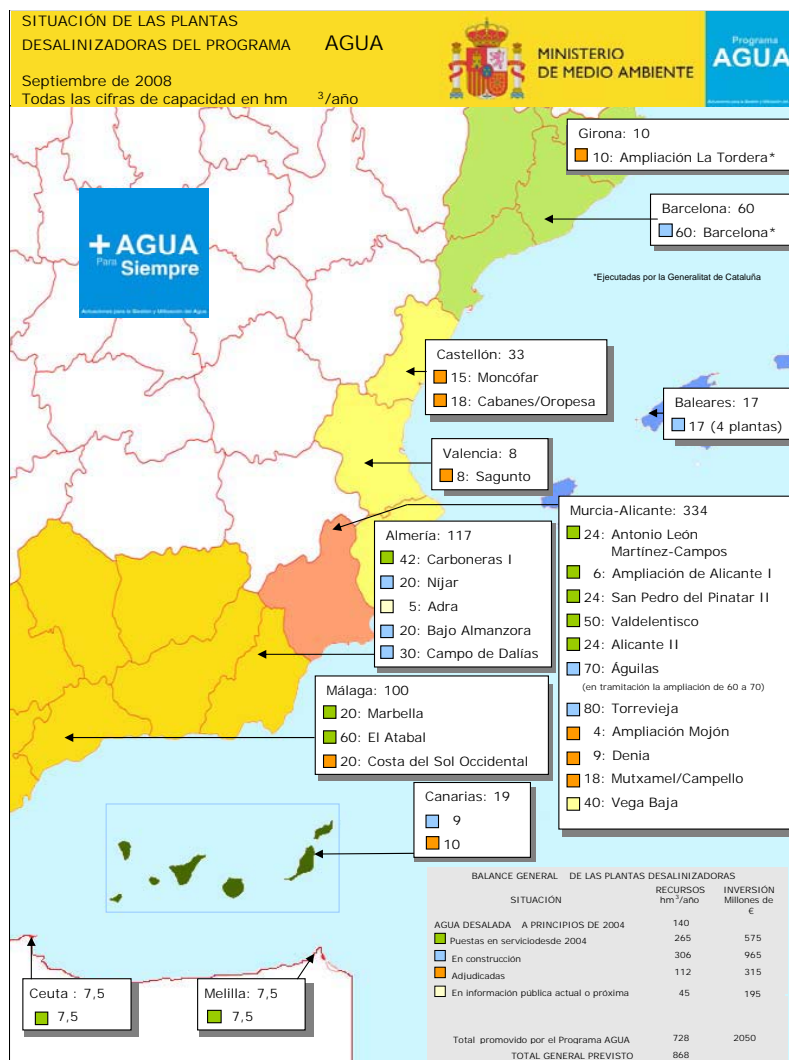 SITUACIÓN DE LAS PLANTAS
DESALINIZADORAS DEL PROGRAMA AGUA
Septiembre de 2008
Todas las cifras de capacidad en hm ³/año
MINISTERIO
DE MEDIO AMBIENTE
Programa
AGUA
+ AGUA
Para Siempre
Actuaciones para la Gestión y Utilización del Agua
Girona: 10
10: Ampliación La Tordera*
Barcelona: 60
60: Barcelona*
*Ejecutadas por la Generalitat de Cataluña
Castellón: 33
15: Moncófar
18: Cabanes/Oropesa
Baleares: 17
17 (4 plantas)
Valencia: 8
8: Sagunto
Murcia-Alicante: 334
24: Antonio León
Martínez-Campos
6: Ampliación de Alicante I
24: San Pedro del Pinatar II
50: Valdelentisco
24: Alicante II
70: Águilas
(en tramitación la ampliación de 60 a 70)
80: Torrevieja
4: Ampliación Mojón
9: Denia
18: Mutxamel/Campello
40: Vega Baja
Almería: 117
42: Carboneras I
20: Níjar
5: Adra
20: Bajo Almanzora
30: Campo de Dalías
Málaga: 100
20: Marbella
60: El Atabal
20: Costa del Sol Occidental
Canarias: 19
9
10
Ceuta : 7,5
7,5
Melilla: 7,5
7,5
BALANCE GENERAL DE LAS PLANTAS DESALINIZADORAS
SITUACIÓN RECURSOS hm³/año INVERSIÓN Millones de €
AGUA DESALADA A PRINCIPIOS DE 2004 140
Puestas en serviciodesde 2004 265 575
En construcción 306 965
Adjudicadas 112 315
En información pública actual o próxima 45 195
Total promovido por el Programa AGUA 728 2050
TOTAL GENERAL PREVISTO 868